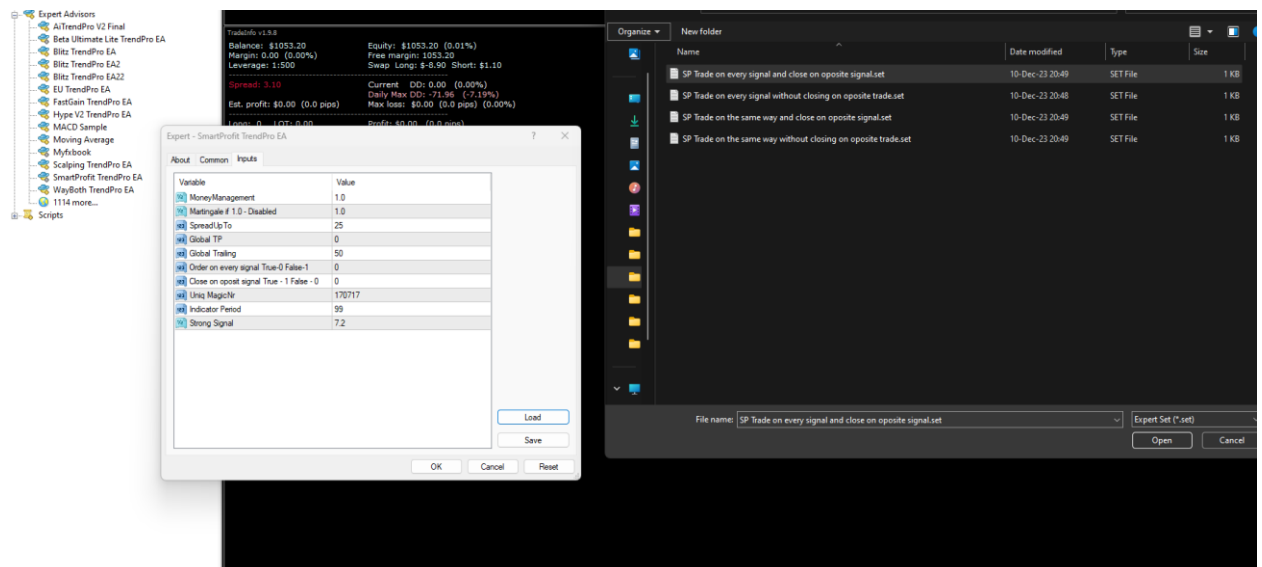 Expert Advisors
AiTrendPro V2 Final
Beta Ultimate Lite TrendPro EA
Blitz TrendPro EA
Blitz TrendPro EA2
Blitz TrendPro EA22
EU TrendPro EA
FastGain TrendPro EA
Hype V2 TrendPro EA
MACD Sample
Moving Average
Myfxbook
Scalping TrendPro EA
SmartProfit TrendPro EA
WayBoth TrendPro EA
1114 more...
Scripts
TradeInfo v1.9.8
Balance: $1053.20 Equity: $1053.20 (0.01%)
Margin: 0.00 (0.00%) Free margin: 1053.20
Leverage: 1:500 Swap Long: $-8.90 Short: $1.10
Spread: 3.10 Current DD: 0.00 (0.00%)
Daily Max DD: -71.96 (-7.19%)
Est. profit: $0.00 (0.0 pips) Max loss: $0.00 (0.0 pips) (0.00%)
Long: 0 LOT: 0.00 Profit: $0.00 (0.0 pips)
Expert - SmartProfit TrendPro EA ? ×
About Common Inputs
Variable Value
MoneyManagement 1.0
Martingale if 1.0 - Disabled 1.0
SpreadUpTo 25
Global TP 0
Global Trailing 50
Order on every signal True-0 False-1 0
Close on oposit signal True - 1 False - 0 0
Uniq MagicNr 170717
Indicator Period 99
Strong Signal 7.2
Load
Save
OK Cancel Reset
Organize New folder
Name Date modified Type Size
SP Trade on every signal and close on oposite signal.set 10-Dec-23 20:49 SET File 1 KB
SP Trade on every signal without closing on oposite trade.set 10-Dec-23 20:48 SET File 1 KB
SP Trade on the same way and close on oposite signal.set 10-Dec-23 20:49 SET File 1 KB
SP Trade on the same way without closing on oposite trade.set 10-Dec-23 20:49 SET File 1 KB
File name: SP Trade on every signal and close on oposite signal.set Expert Set (*.set)
Open Cancel